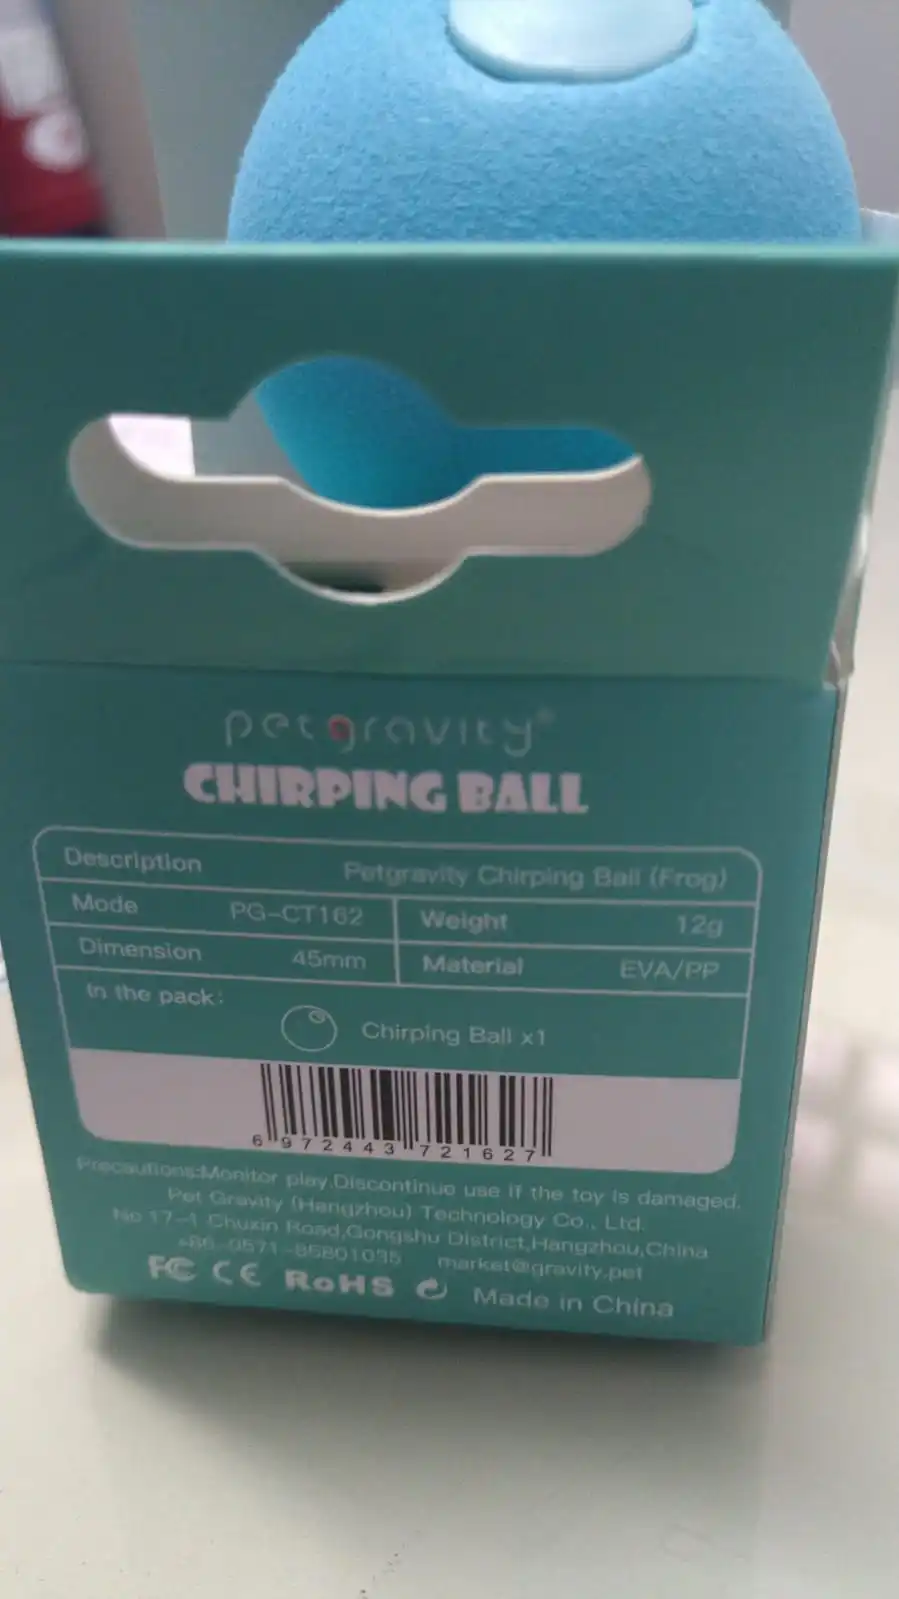 petgravity®
CHIRPING BALL
Description Petgravity Chirping Ball (Frog)
Mode PG-CT162 Weight 12g
Dimension 45mm Material EVA/PP
In the pack:
Chirping Ball x1
6 972443 721627
Precautions:Monitor play.Discontinue use if the toy is damaged.
Pet Gravity (Hangzhou) Technology Co., Ltd.
No 17-1 Chuxin Road,Gongshu District,Hangzhou,China
+86-0571-85801035 market@gravity.pet
FC CE RoHS Made in China